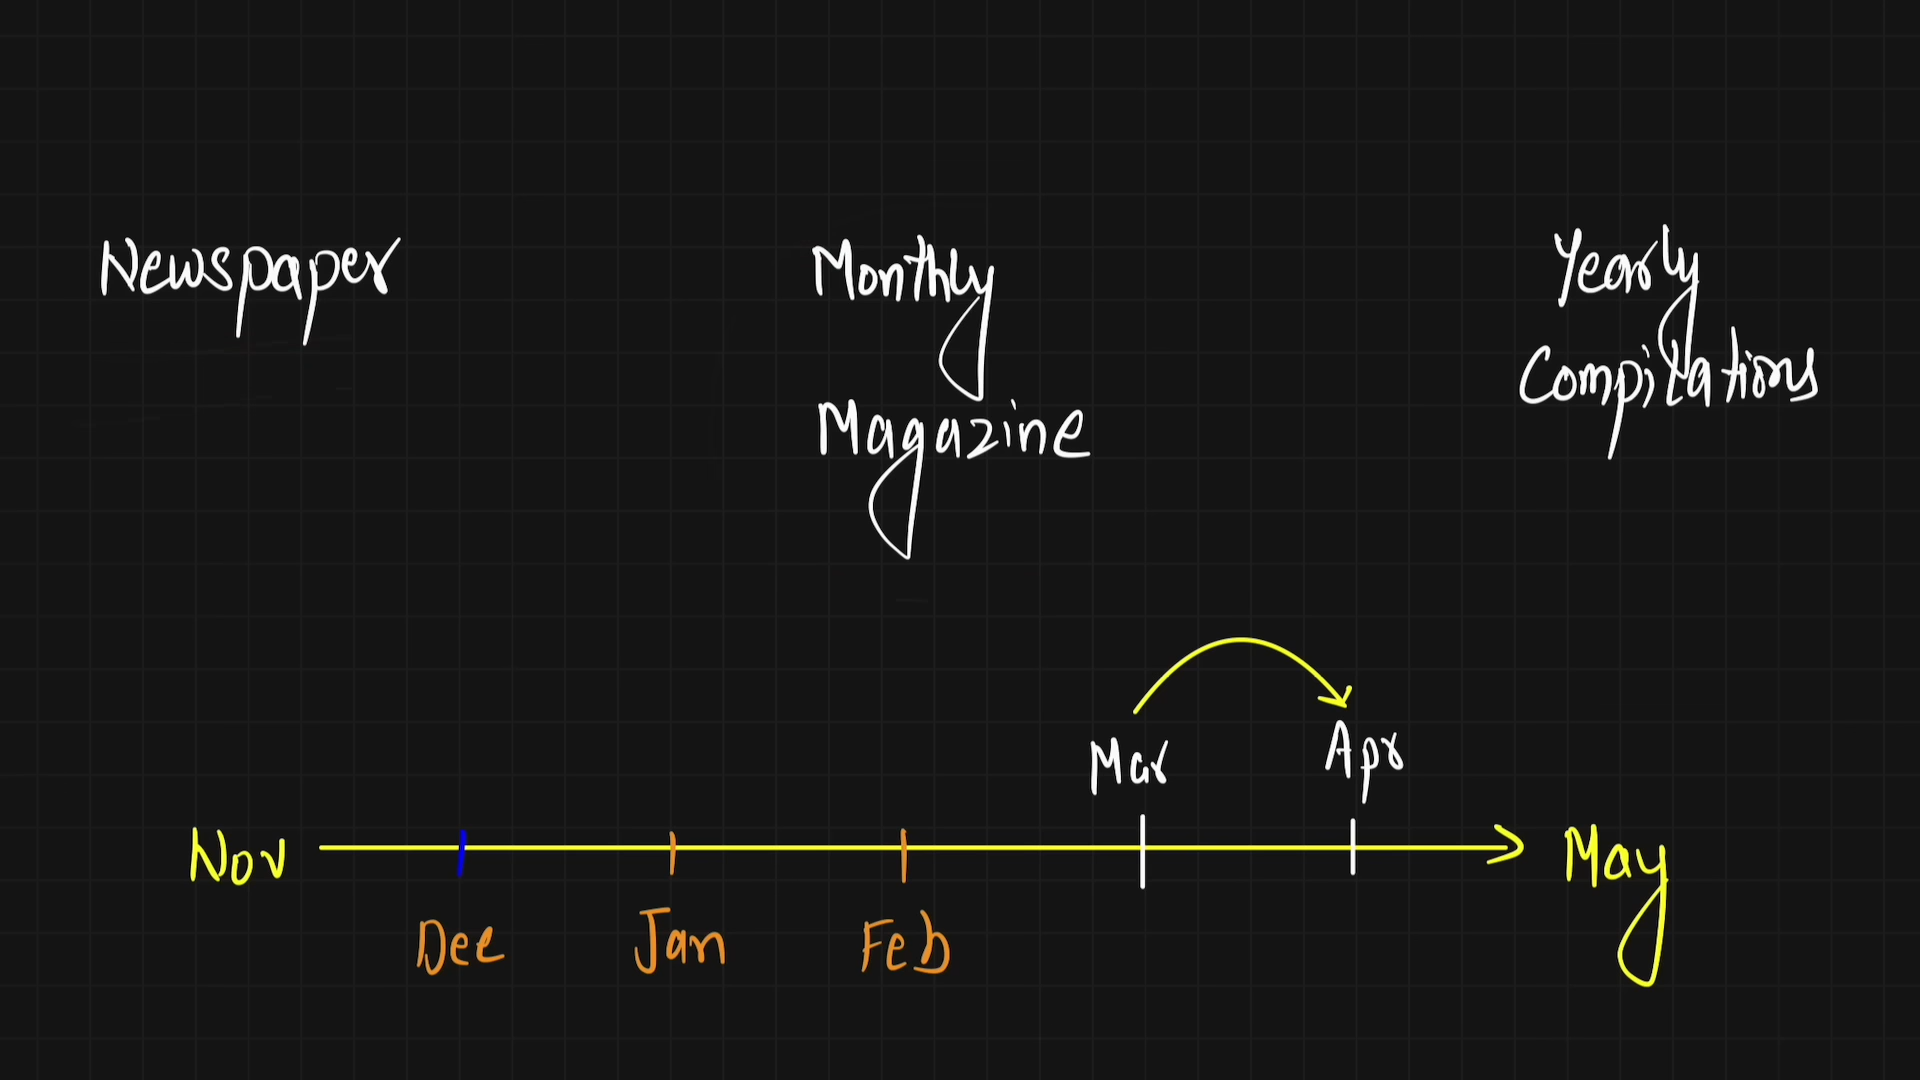 Newspaper
Monthly
Magazine
Yearly
Compilations
Mar
Apr
Nov
May
Dec
Jan
Feb